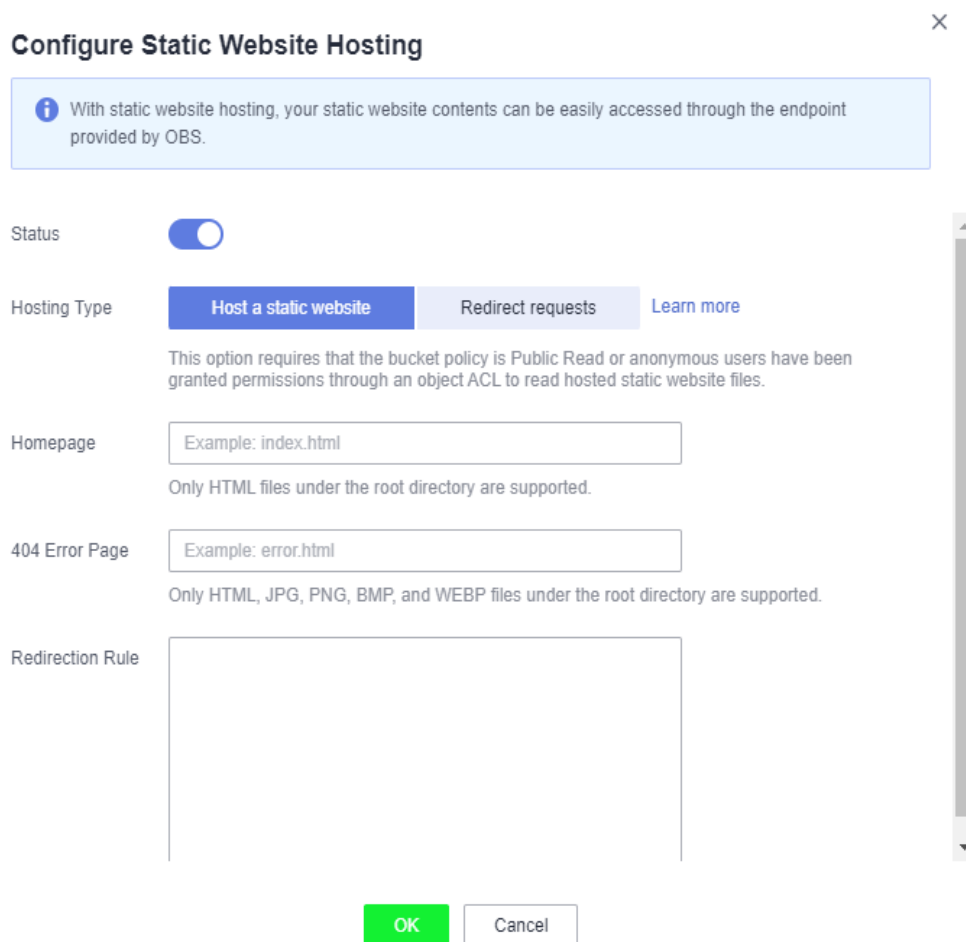 Configure Static Website Hosting
With static website hosting, your static website contents can be easily accessed through the endpoint
provided by OBS.
Status
Hosting Type
Host a static website
Redirect requests
Learn more
This option requires that the bucket policy is Public Read or anonymous users have been
granted permissions through an object ACL to read hosted static website files.
Homepage
Example: index.html
Only HTML files under the root directory are supported.
404 Error Page
Example: error.html
Only HTML, JPG, PNG, BMP, and WEBP files under the root directory are supported.
Redirection Rule
OK
Cancel